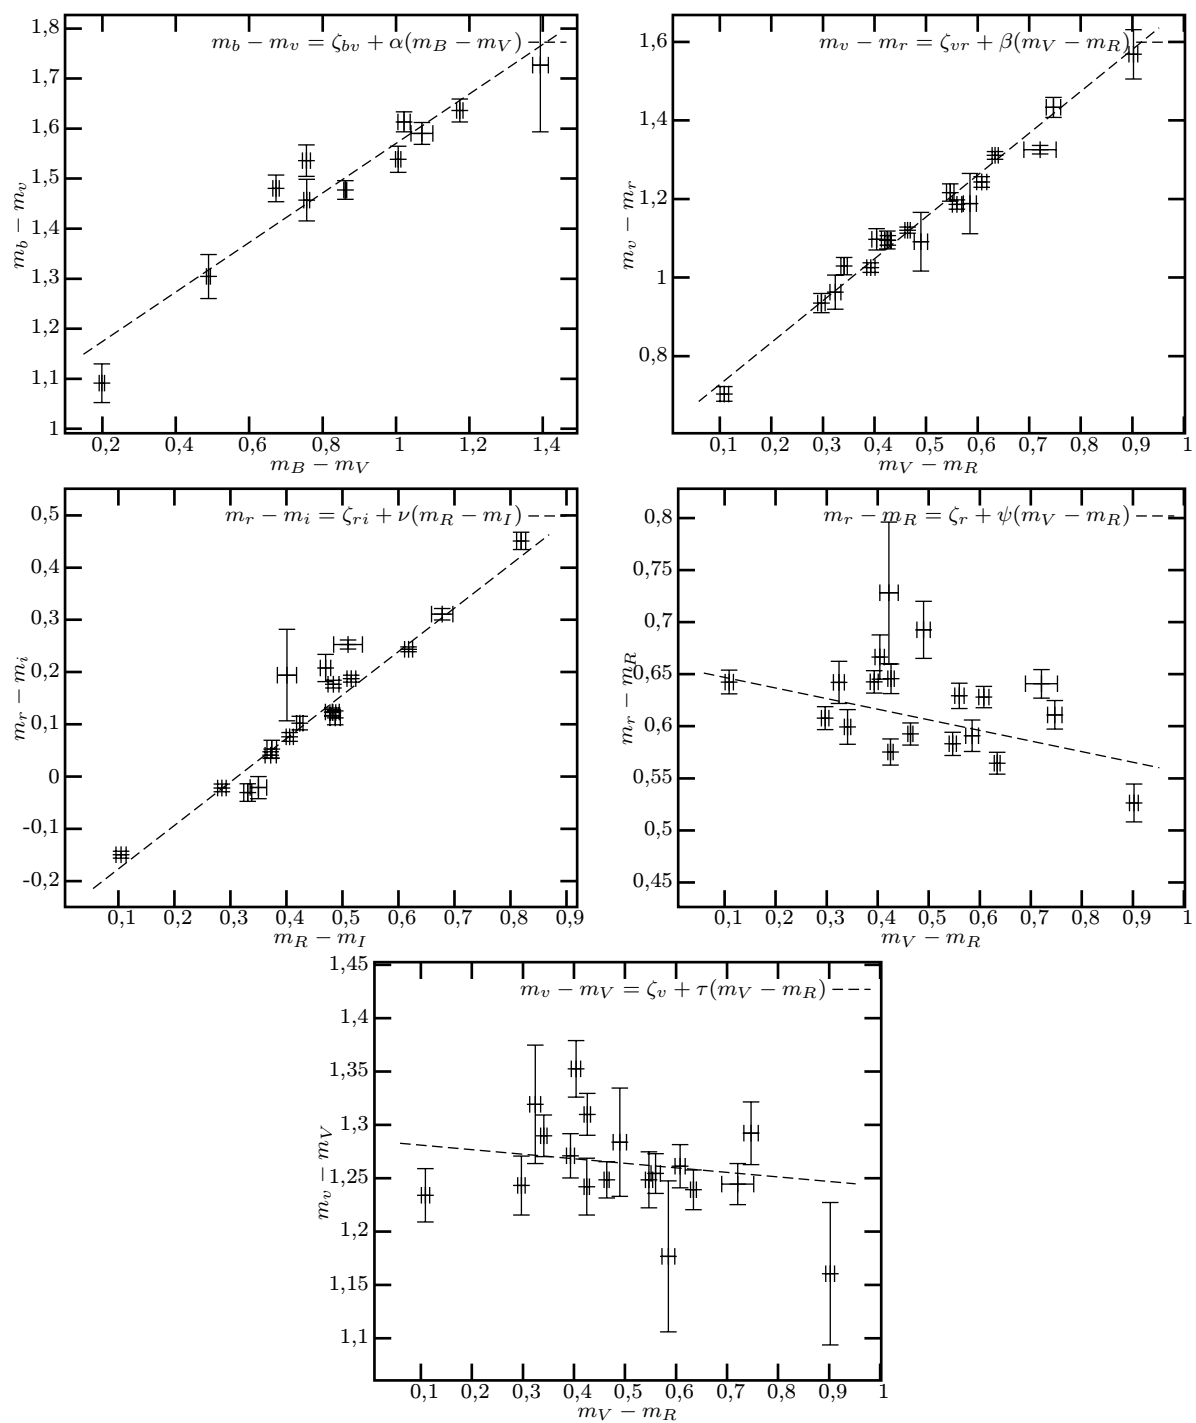 m_b − m_v = ζ_bv + α(m_B − m_V)
1,8
1,7
1,6
1,5
1,4
1,3
1,2
1,1
1
m_b − m_v
0,2 0,4 0,6 0,8 1 1,2 1,4
m_B − m_V
m_v − m_r = ζ_vr + β(m_V − m_R)
1,6
1,4
1,2
1
0,8
m_v − m_r
0,1 0,2 0,3 0,4 0,5 0,6 0,7 0,8 0,9 1
m_V − m_R
m_r − m_i = ζ_ri + ν(m_R − m_I)
0,5
0,4
0,3
0,2
0,1
0
-0,1
-0,2
m_r − m_i
0,1 0,2 0,3 0,4 0,5 0,6 0,7 0,8 0,9
m_R − m_I
m_r − m_R = ζ_r + ψ(m_V − m_R)
0,8
0,75
0,7
0,65
0,6
0,55
0,5
0,45
m_r − m_R
0,1 0,2 0,3 0,4 0,5 0,6 0,7 0,8 0,9 1
m_V − m_R
m_v − m_V = ζ_v + τ(m_V − m_R)
1,45
1,4
1,35
1,3
1,25
1,2
1,15
1,1
m_v − m_V
0,1 0,2 0,3 0,4 0,5 0,6 0,7 0,8 0,9 1
m_V − m_R